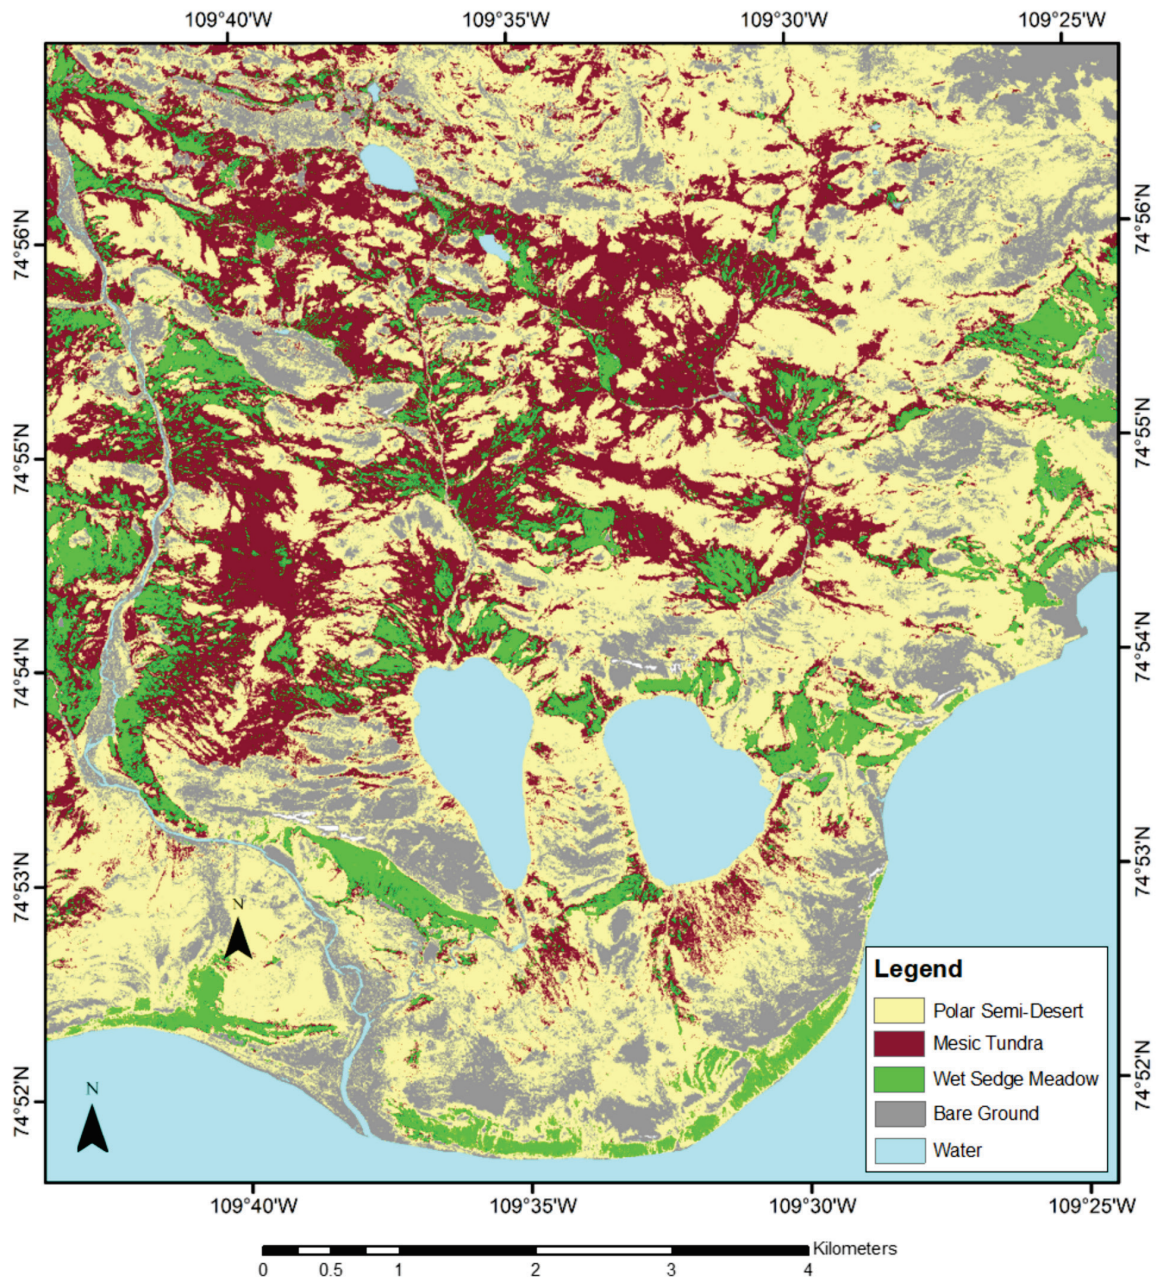 109°40'W 109°35'W 109°30'W 109°25'W
74°56'N 74°56'N
74°55'N 74°55'N
74°54'N 74°54'N
74°53'N 74°53'N
N
Legend
Polar Semi-Desert
Mesic Tundra
Wet Sedge Meadow
Bare Ground
Water
74°52'N 74°52'N
N
109°40'W 109°35'W 109°30'W 109°25'W
Kilometers
0 0.5 1 2 3 4